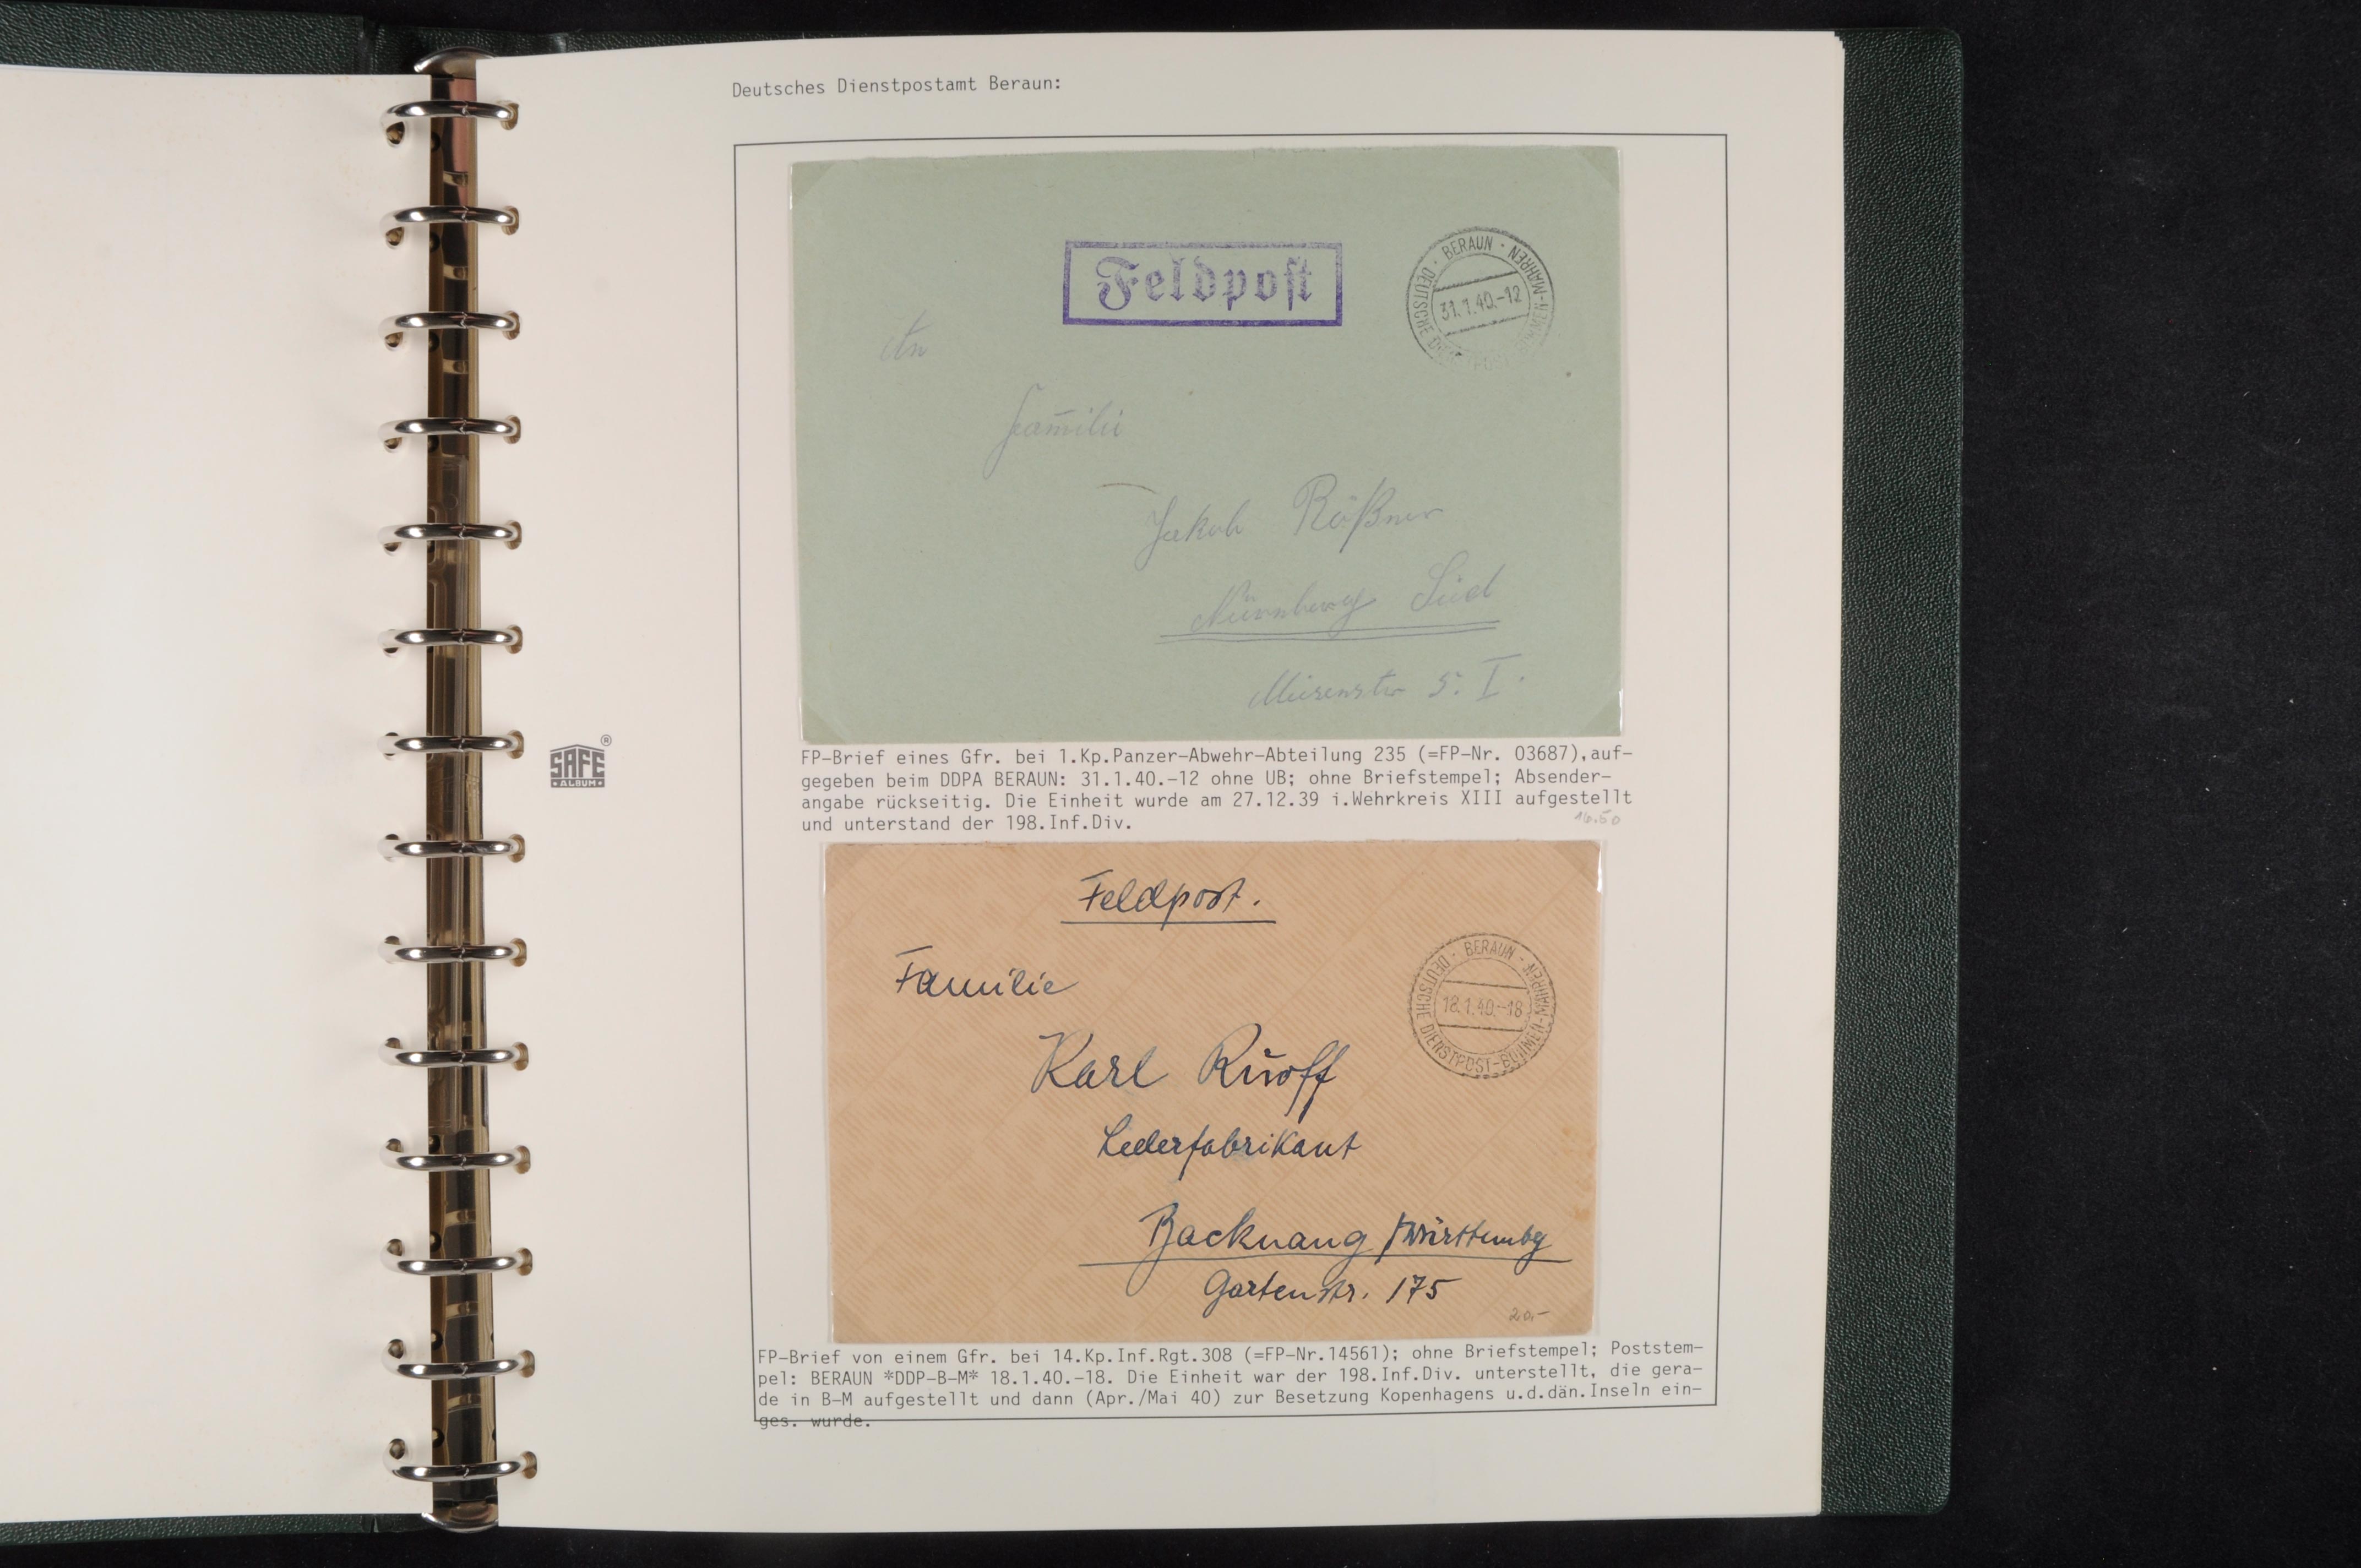 Deutsches Dienstpostamt Beraun:
Feldpost
BERAUN · DEUTSCHE DIENSTPOST BÖHMEN-MÄHREN
31.1.40.-12
An
Familie
Jakob Rößner
Nürnberg Süd
5. I.
FP-Brief eines Gfr. bei 1.Kp.Panzer-Abwehr-Abteilung 235 (=FP-Nr. 03687),auf-
gegeben beim DDPA BERAUN: 31.1.40.-12 ohne UB; ohne Briefstempel; Absender-
angabe rückseitig. Die Einheit wurde am 27.12.39 i.Wehrkreis XIII aufgestellt
und unterstand der 198.Inf.Div.
16.50
SAFE®
•ALBUM•
Feldpost.
Familie
BERAUN · DEUTSCHE DIENSTPOST-BÖHMEN-MÄHREN
18.1.40.-18
Karl Ruoff
Lederfabrikant
Backnang /Württembg
Gartenstr. 175
20.-
FP-Brief von einem Gfr. bei 14.Kp.Inf.Rgt.308 (=FP-Nr.14561); ohne Briefstempel; Poststem-
pel: BERAUN *DDP-B-M* 18.1.40.-18. Die Einheit war der 198.Inf.Div. unterstellt, die gera-
de in B-M aufgestellt und dann (Apr./Mai 40) zur Besetzung Kopenhagens u.d.dän.Inseln ein-
ges. wurde.